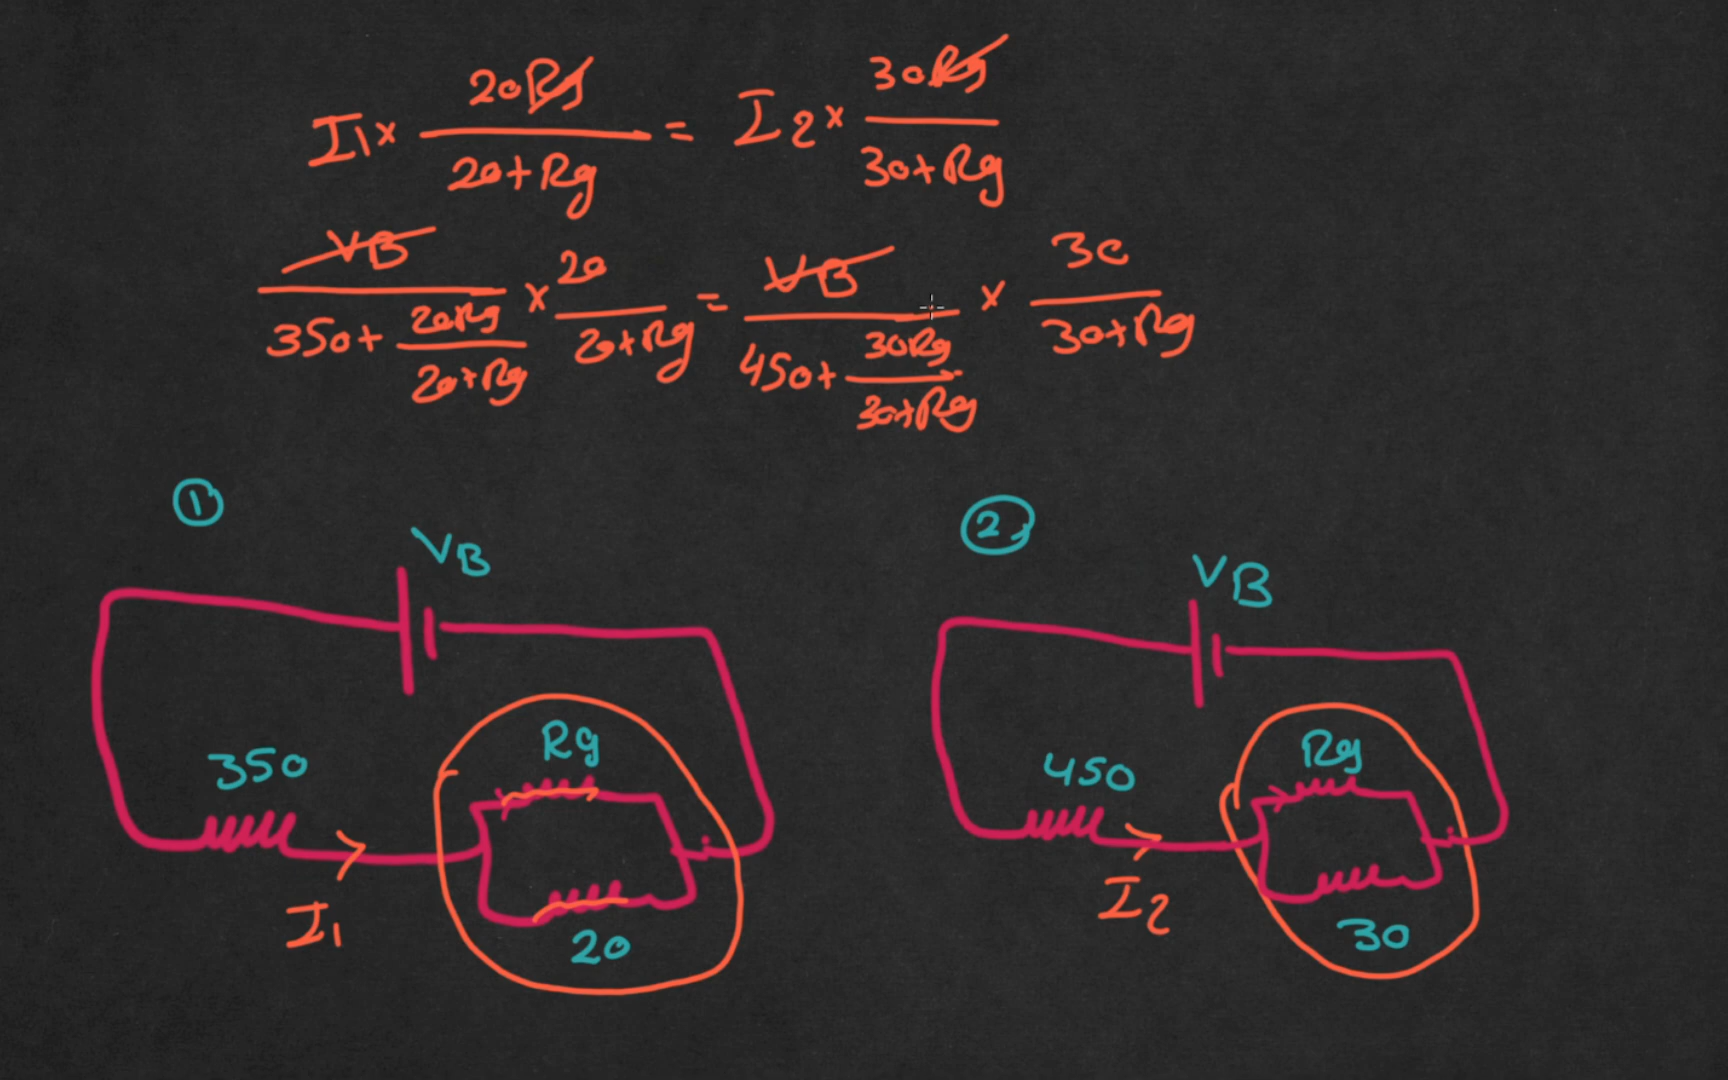 I1 × 20Rg / 20+Rg = I2 × 30Rg / 30+Rg
VB / 350+ 20Rg / 20+Rg × 20 / 20+Rg = VB / 450+ 30Rg / 30+Rg × 30 / 30+Rg
1
VB
350
Rg
I1
20
2
VB
450
Rg
I2
30